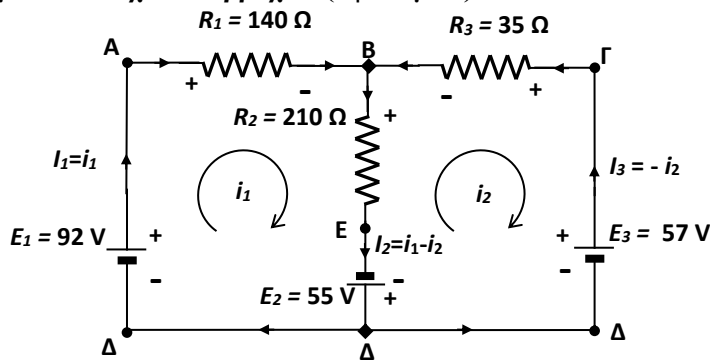 R1 = 140 Ω
R3 = 35 Ω
A
B
Γ
+
-
-
+
R2 = 210 Ω
+
I1=i1
I3 = - i2
i1
i2
-
E
I2=i1-i2
E1 = 92 V
+
-
-
+
E2 = 55 V
+
-
E3 = 57 V
Δ
Δ
Δ